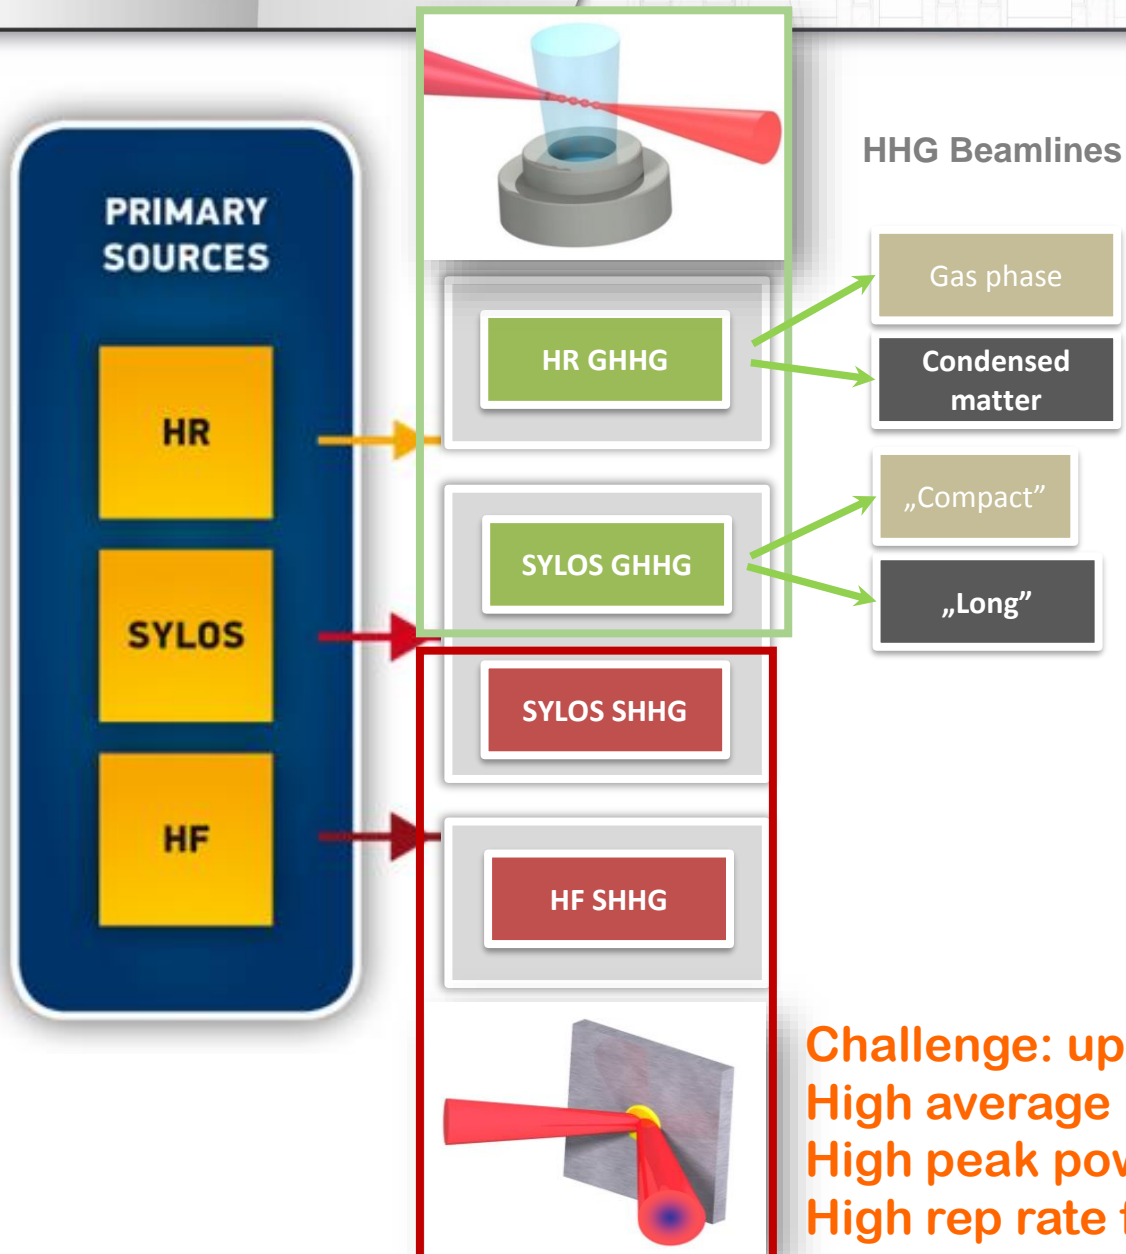 PRIMARY
SOURCES
HR
SYLOS
HF
HR GHHG
SYLOS GHHG
SYLOS SHHG
HF SHHG
HHG Beamlines
Gas phase
Condensed
matter
„Compact”
„Long”
Challenge: up
High average
High peak pow
High rep rate f